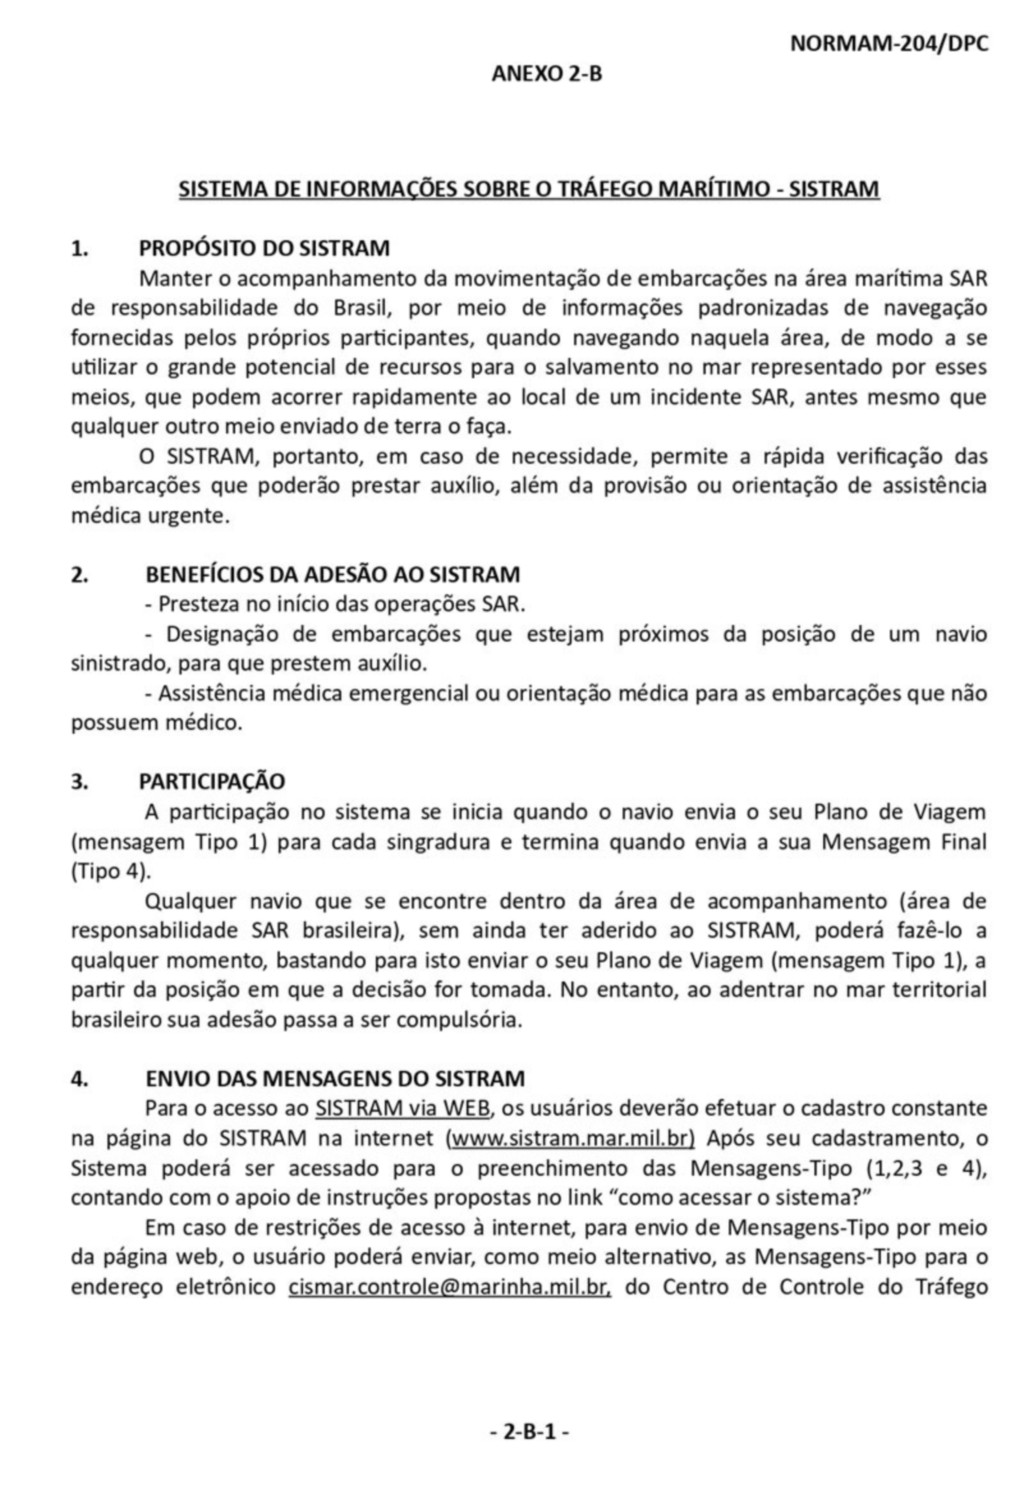 NORMAM-204/DPC
ANEXO 2-B
SISTEMA DE INFORMAÇÕES SOBRE O TRÁFEGO MARÍTIMO - SISTRAM
1. PROPÓSITO DO SISTRAM
Manter o acompanhamento da movimentação de embarcações na área marítima SAR
de responsabilidade do Brasil, por meio de informações padronizadas de navegação
fornecidas pelos próprios participantes, quando navegando naquela área, de modo a se
utilizar o grande potencial de recursos para o salvamento no mar representado por esses
meios, que podem acorrer rapidamente ao local de um incidente SAR, antes mesmo que
qualquer outro meio enviado de terra o faça.
O SISTRAM, portanto, em caso de necessidade, permite a rápida verificação das
embarcações que poderão prestar auxílio, além da provisão ou orientação de assistência
médica urgente.
2. BENEFÍCIOS DA ADESÃO AO SISTRAM
- Presteza no início das operações SAR.
- Designação de embarcações que estejam próximos da posição de um navio
sinistrado, para que prestem auxílio.
- Assistência médica emergencial ou orientação médica para as embarcações que não
possuem médico.
3. PARTICIPAÇÃO
A participação no sistema se inicia quando o navio envia o seu Plano de Viagem
(mensagem Tipo 1) para cada singradura e termina quando envia a sua Mensagem Final
(Tipo 4).
Qualquer navio que se encontre dentro da área de acompanhamento (área de
responsabilidade SAR brasileira), sem ainda ter aderido ao SISTRAM, poderá fazê-lo a
qualquer momento, bastando para isto enviar o seu Plano de Viagem (mensagem Tipo 1), a
partir da posição em que a decisão for tomada. No entanto, ao adentrar no mar territorial
brasileiro sua adesão passa a ser compulsória.
4. ENVIO DAS MENSAGENS DO SISTRAM
Para o acesso ao SISTRAM via WEB, os usuários deverão efetuar o cadastro constante
na página do SISTRAM na internet (www.sistram.mar.mil.br) Após seu cadastramento, o
Sistema poderá ser acessado para o preenchimento das Mensagens-Tipo (1,2,3 e 4),
contando com o apoio de instruções propostas no link “como acessar o sistema?”
Em caso de restrições de acesso à internet, para envio de Mensagens-Tipo por meio
da página web, o usuário poderá enviar, como meio alternativo, as Mensagens-Tipo para o
endereço eletrônico cismar.controle@marinha.mil.br, do Centro de Controle do Tráfego
- 2-B-1 -